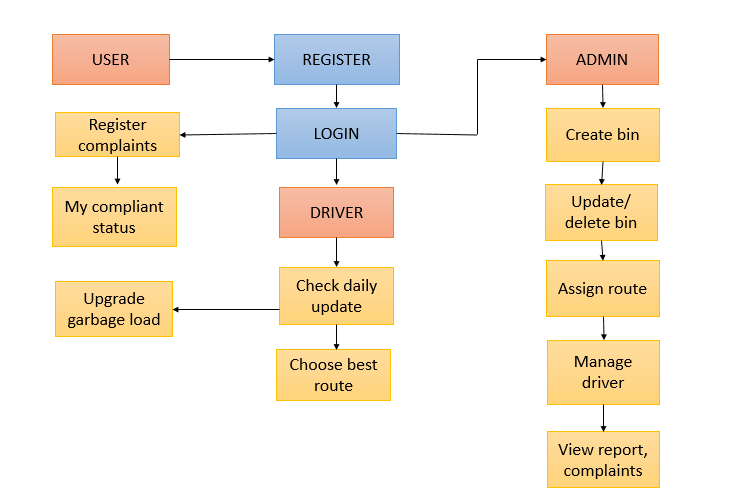 USER
REGISTER
ADMIN
Register
complaints
LOGIN
Create bin
My compliant
status
DRIVER
Update/
delete bin
Upgrade
garbage load
Check daily
update
Assign route
Choose best
route
Manage
driver
View report,
complaints